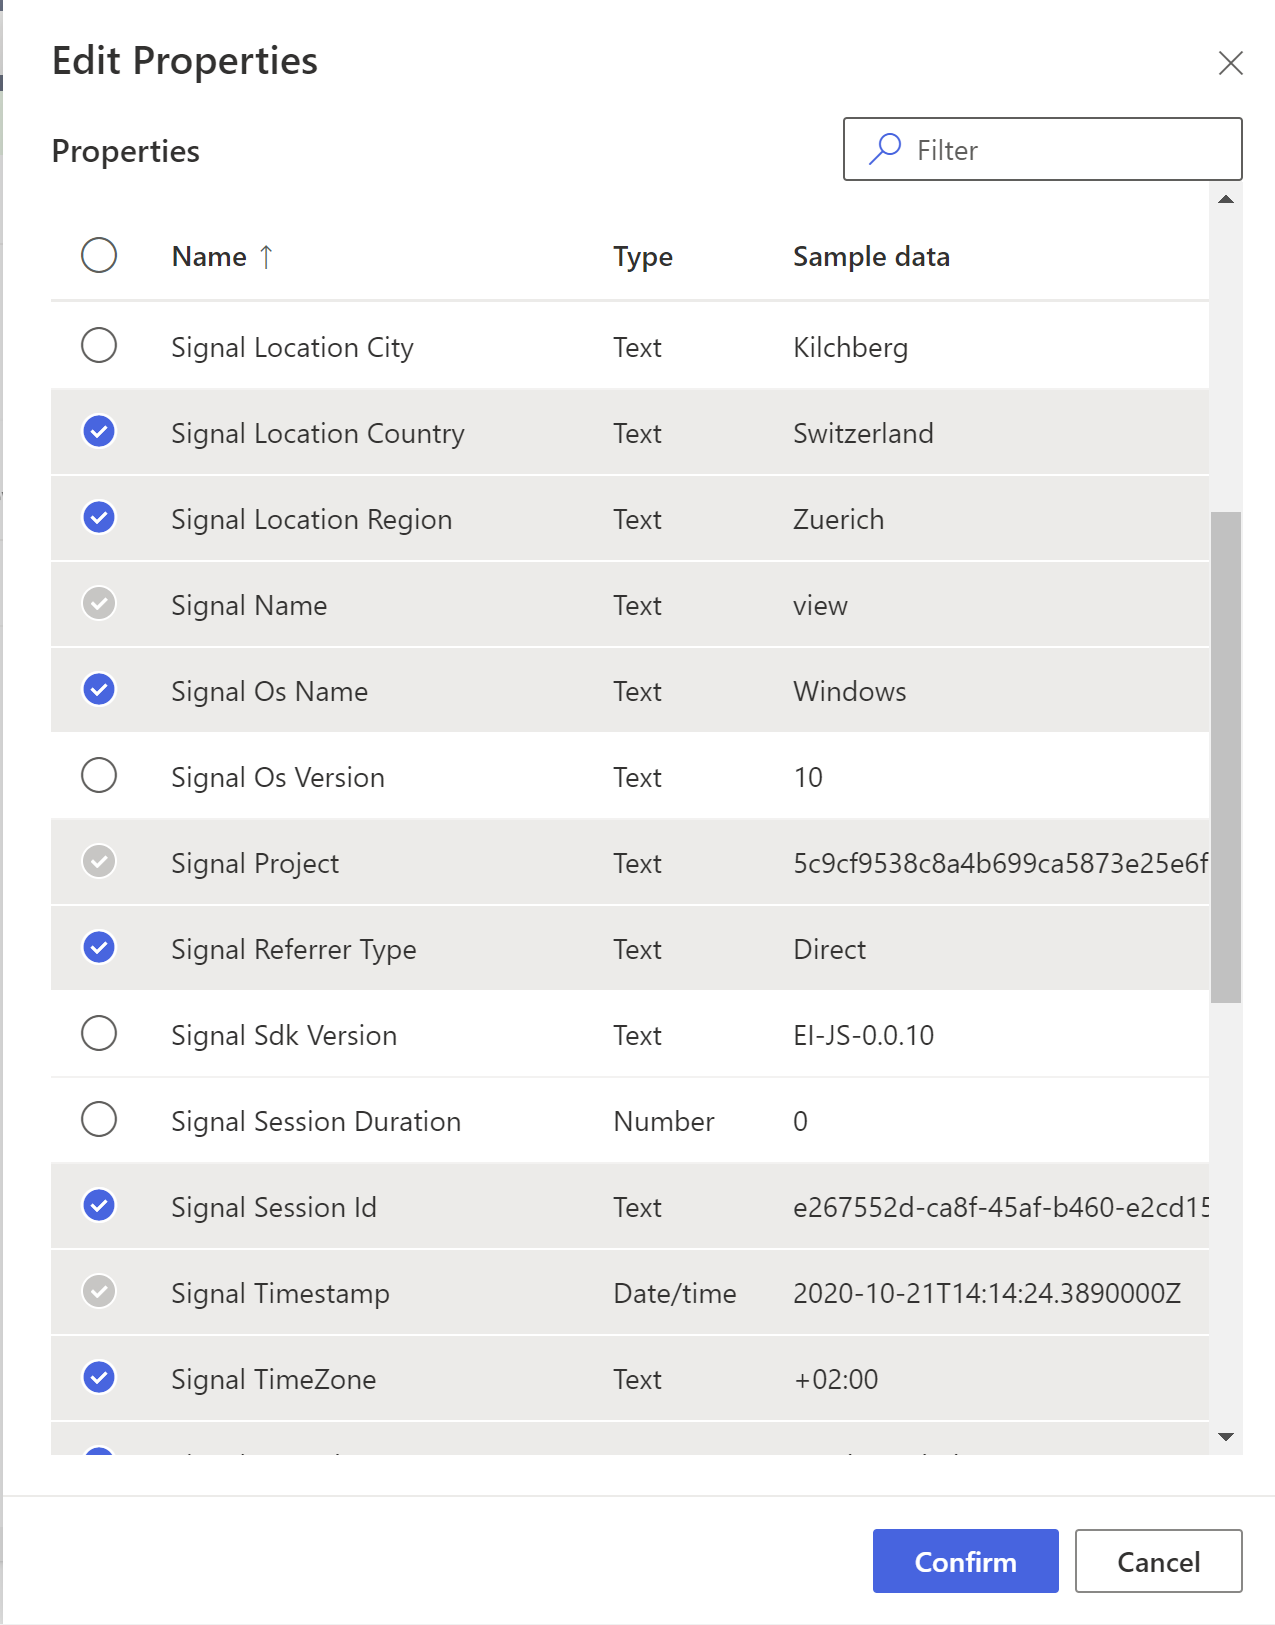 Edit Properties
Properties
Filter
Name ↑ Type Sample data
Signal Location City Text Kilchberg
Signal Location Country Text Switzerland
Signal Location Region Text Zuerich
Signal Name Text view
Signal Os Name Text Windows
Signal Os Version Text 10
Signal Project Text 5c9cf9538c8a4b699ca5873e25e6f
Signal Referrer Type Text Direct
Signal Sdk Version Text EI-JS-0.0.10
Signal Session Duration Number 0
Signal Session Id Text e267552d-ca8f-45af-b460-e2cd15
Signal Timestamp Date/time 2020-10-21T14:14:24.3890000Z
Signal TimeZone Text +02:00
Confirm Cancel